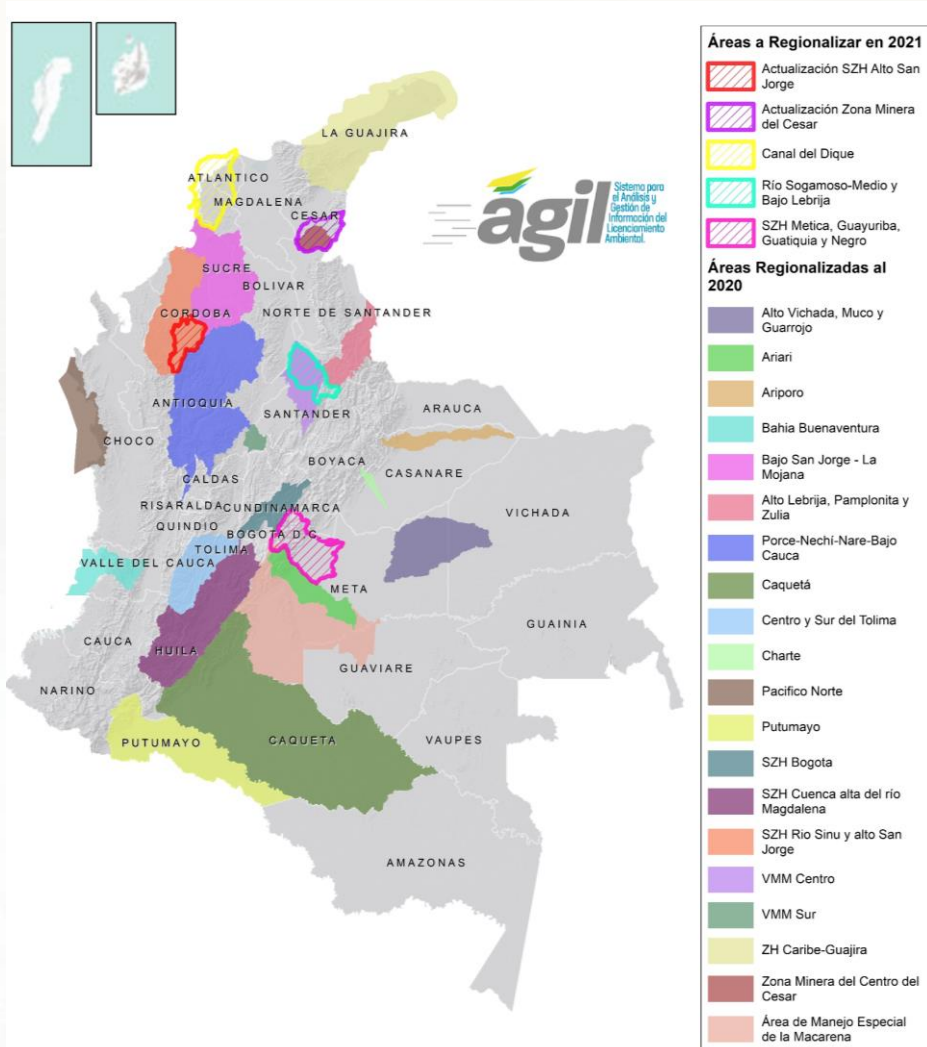 LA GUAJIRA
ATLANTICO
MAGDALENA
CESAR
SUCRE
BOLIVAR
CORDOBA
NORTE DE SANTANDER
ANTIOQUIA
SANTANDER
ARAUCA
CHOCO
BOYACA
CASANARE
CALDAS
RISARALDA
CUNDINAMARCA
VICHADA
QUINDIO
BOGOTA D.C.
TOLIMA
VALLE DEL CAUCA
META
GUAINIA
CAUCA
HUILA
GUAVIARE
NARINO
PUTUMAYO
CAQUETA
VAUPES
AMAZONAS
agil
Sistema para
el Análisis y
Gestión de
Información del
Licenciamiento
Ambiental.
Áreas a Regionalizar en 2021
Actualización SZH Alto San
Jorge
Actualización Zona Minera
del Cesar
Canal del Dique
Río Sogamoso-Medio y
Bajo Lebrija
SZH Metica, Guayuriba,
Guatiquia y Negro
Áreas Regionalizadas al
2020
Alto Vichada, Muco y
Guarrojo
Ariari
Ariporo
Bahia Buenaventura
Bajo San Jorge - La
Mojana
Alto Lebrija, Pamplonita y
Zulia
Porce-Nechí-Nare-Bajo
Cauca
Caquetá
Centro y Sur del Tolima
Charte
Pacifico Norte
Putumayo
SZH Bogota
SZH Cuenca alta del río
Magdalena
SZH Rio Sinu y alto San
Jorge
VMM Centro
VMM Sur
ZH Caribe-Guajira
Zona Minera del Centro del
Cesar
Área de Manejo Especial
de la Macarena